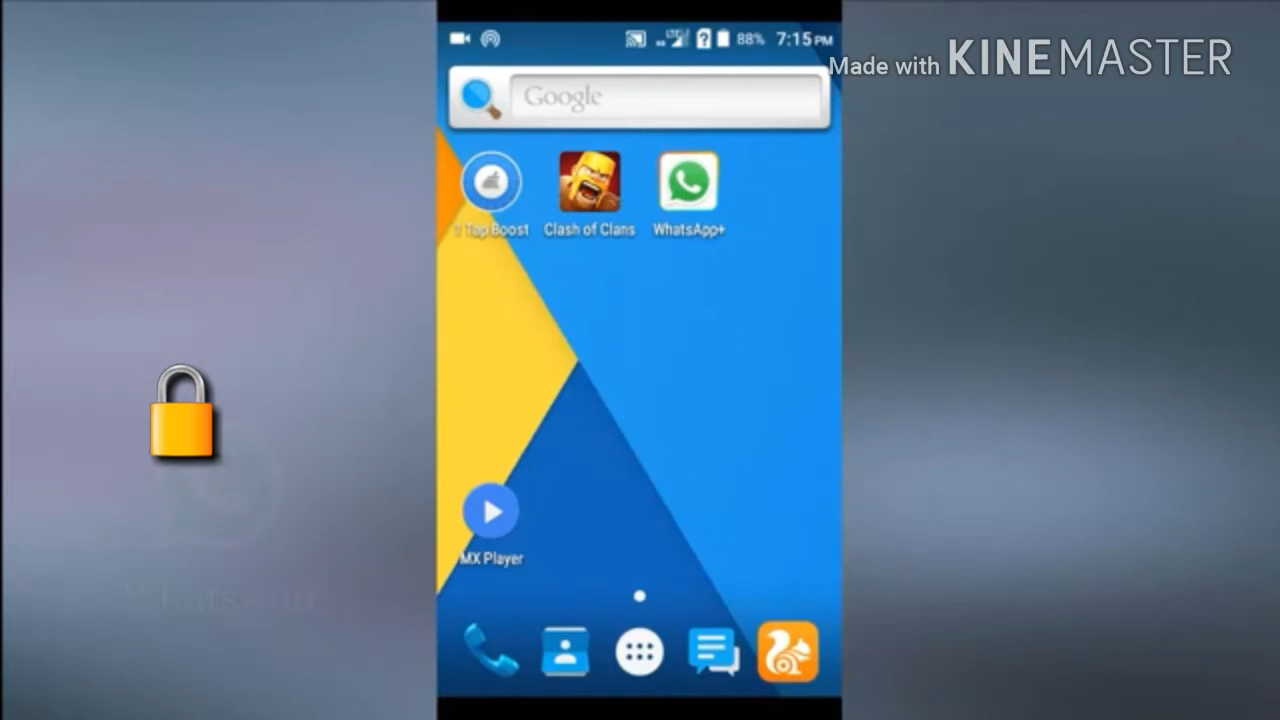 88% 7:15 PM
Made with KINEMASTER
Google
1 Tap Boost Clash of Clans WhatsApp+
MX Player